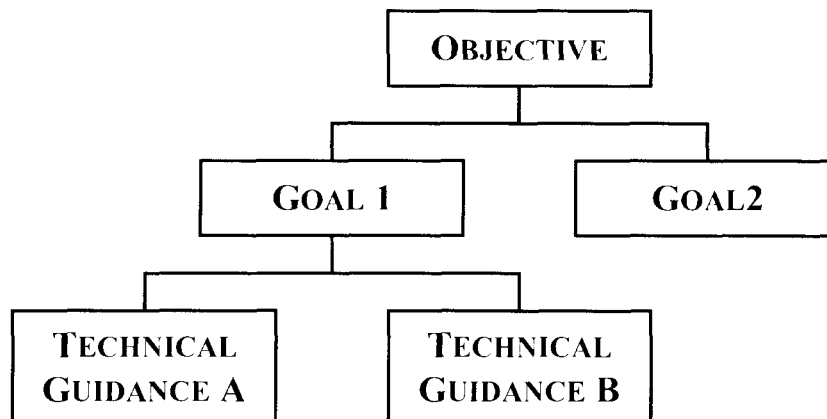 OBJECTIVE
GOAL 1
GOAL2
TECHNICAL
GUIDANCE A
TECHNICAL
GUIDANCE B